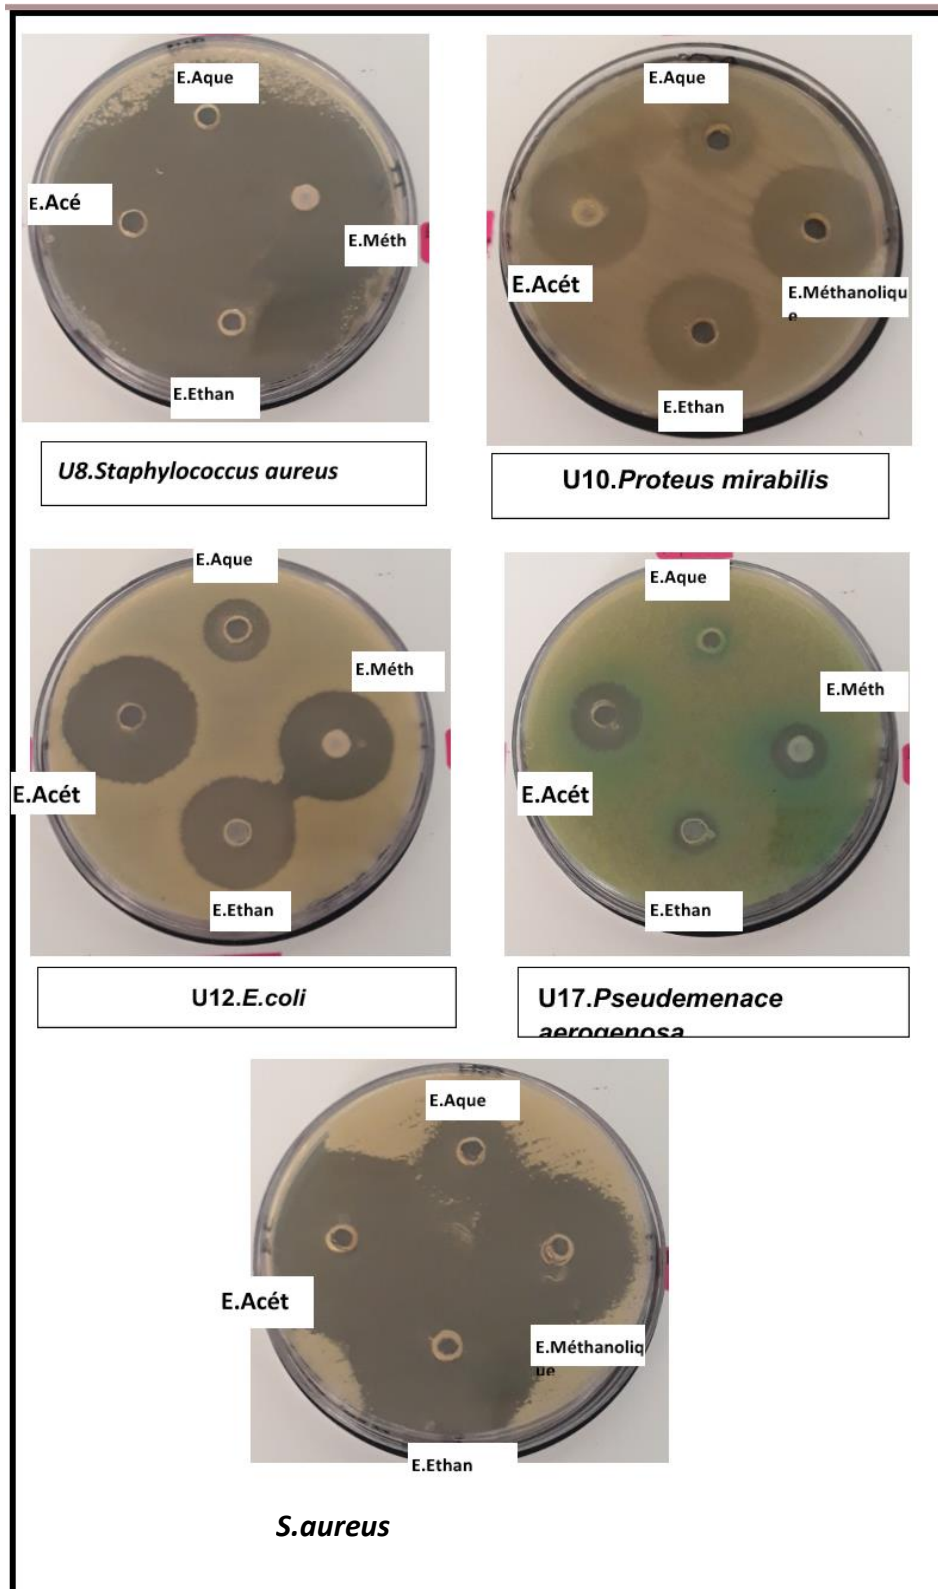 E.Aque
E.Acé
E.Méth
E.Ethan
U8.Staphylococcus aureus
E.Aque
E.Acét
E.Méthanoliqu
e
E.Ethan
U10.Proteus mirabilis
E.Aque
E.Méth
E.Acét
E.Ethan
U12.E.coli
E.Aque
E.Méth
E.Acét
E.Ethan
U17.Pseudemenace
aerogenosa
E.Aque
E.Acét
E.Méthanoliq
ue
E.Ethan
S.aureus